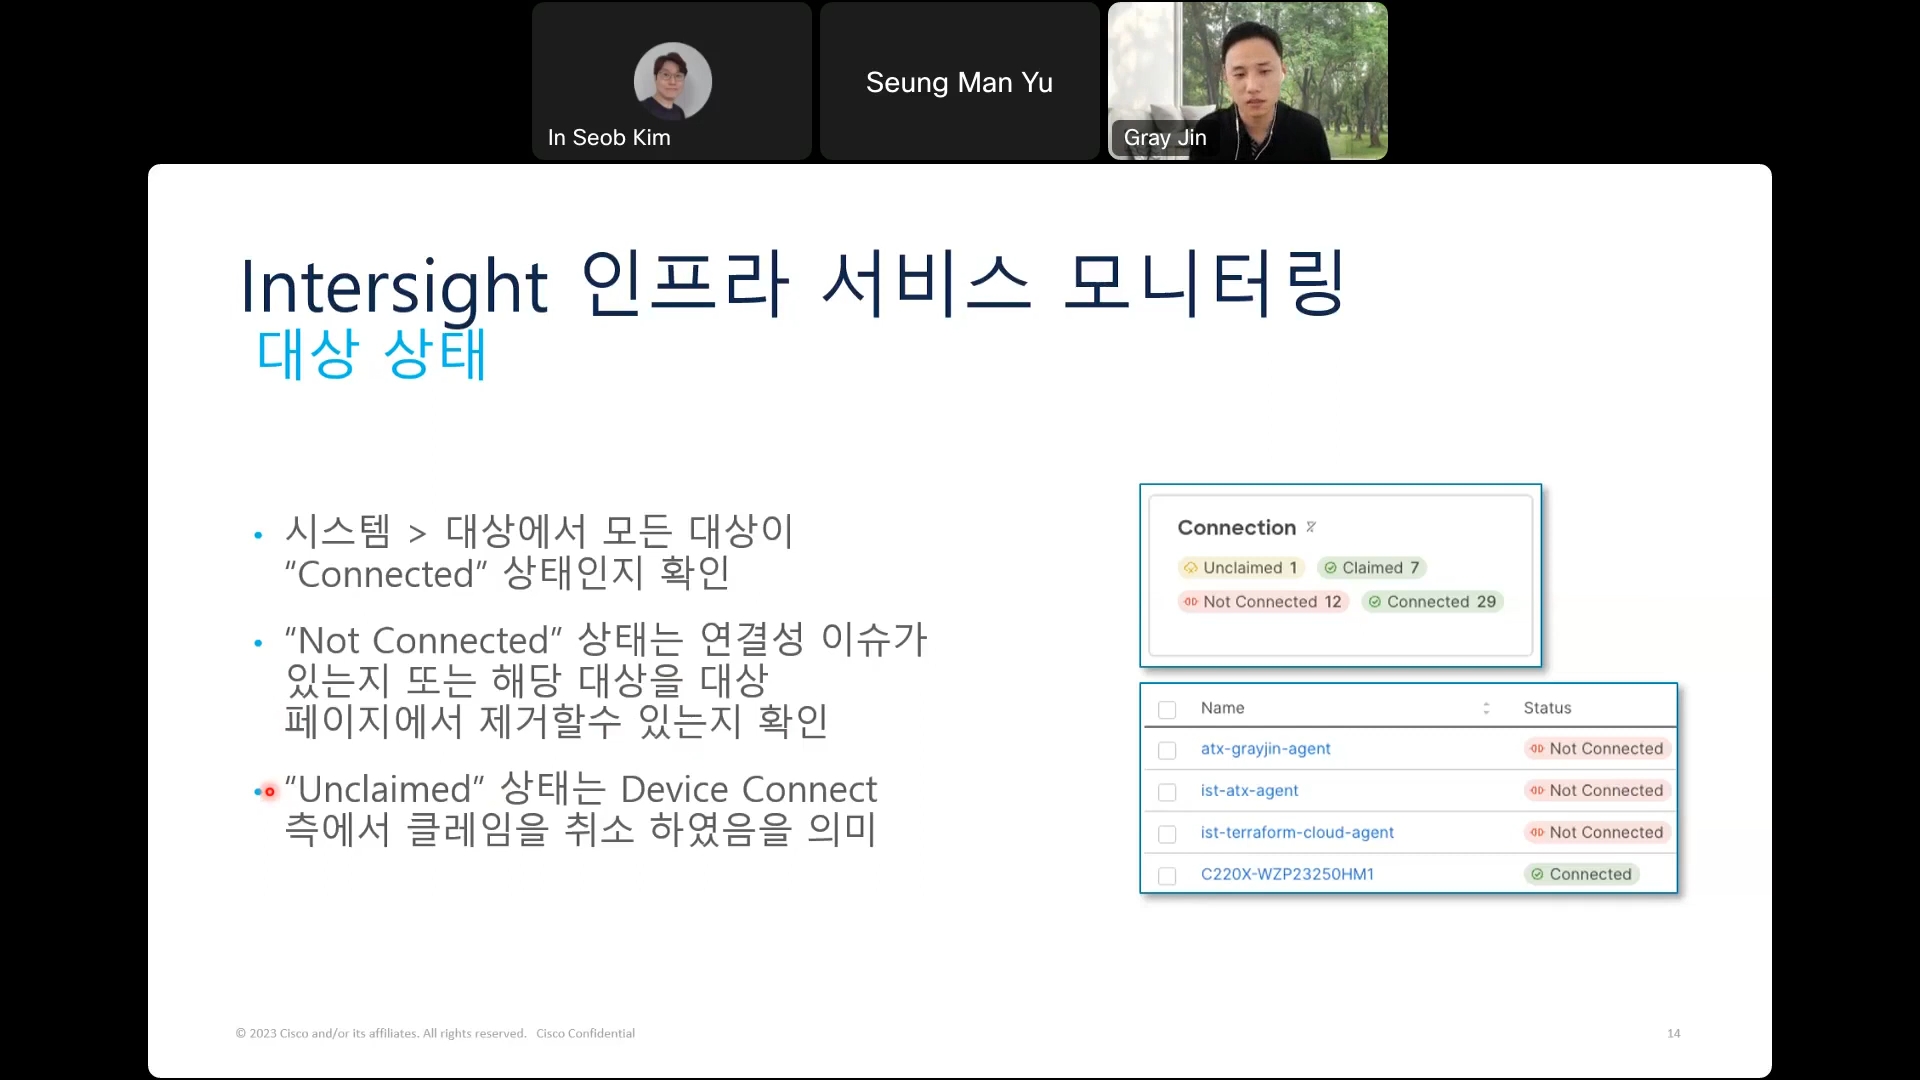 In Seob Kim
Seung Man Yu
Gray Jin
Intersight 인프라 서비스 모니터링
대상 상태
• 시스템 > 대상에서 모든 대상이
“Connected” 상태인지 확인
• “Not Connected” 상태는 연결성 이슈가
있는지 또는 해당 대상을 대상
페이지에서 제거할수 있는지 확인
• “Unclaimed” 상태는 Device Connect
측에서 클레임을 취소 하였음을 의미
Connection
Unclaimed 1 Claimed 7
Not Connected 12 Connected 29
Name Status
atx-grayjin-agent Not Connected
ist-atx-agent Not Connected
ist-terraform-cloud-agent Not Connected
C220X-WZP23250HM1 Connected
© 2023 Cisco and/or its affiliates. All rights reserved. Cisco Confidential
14